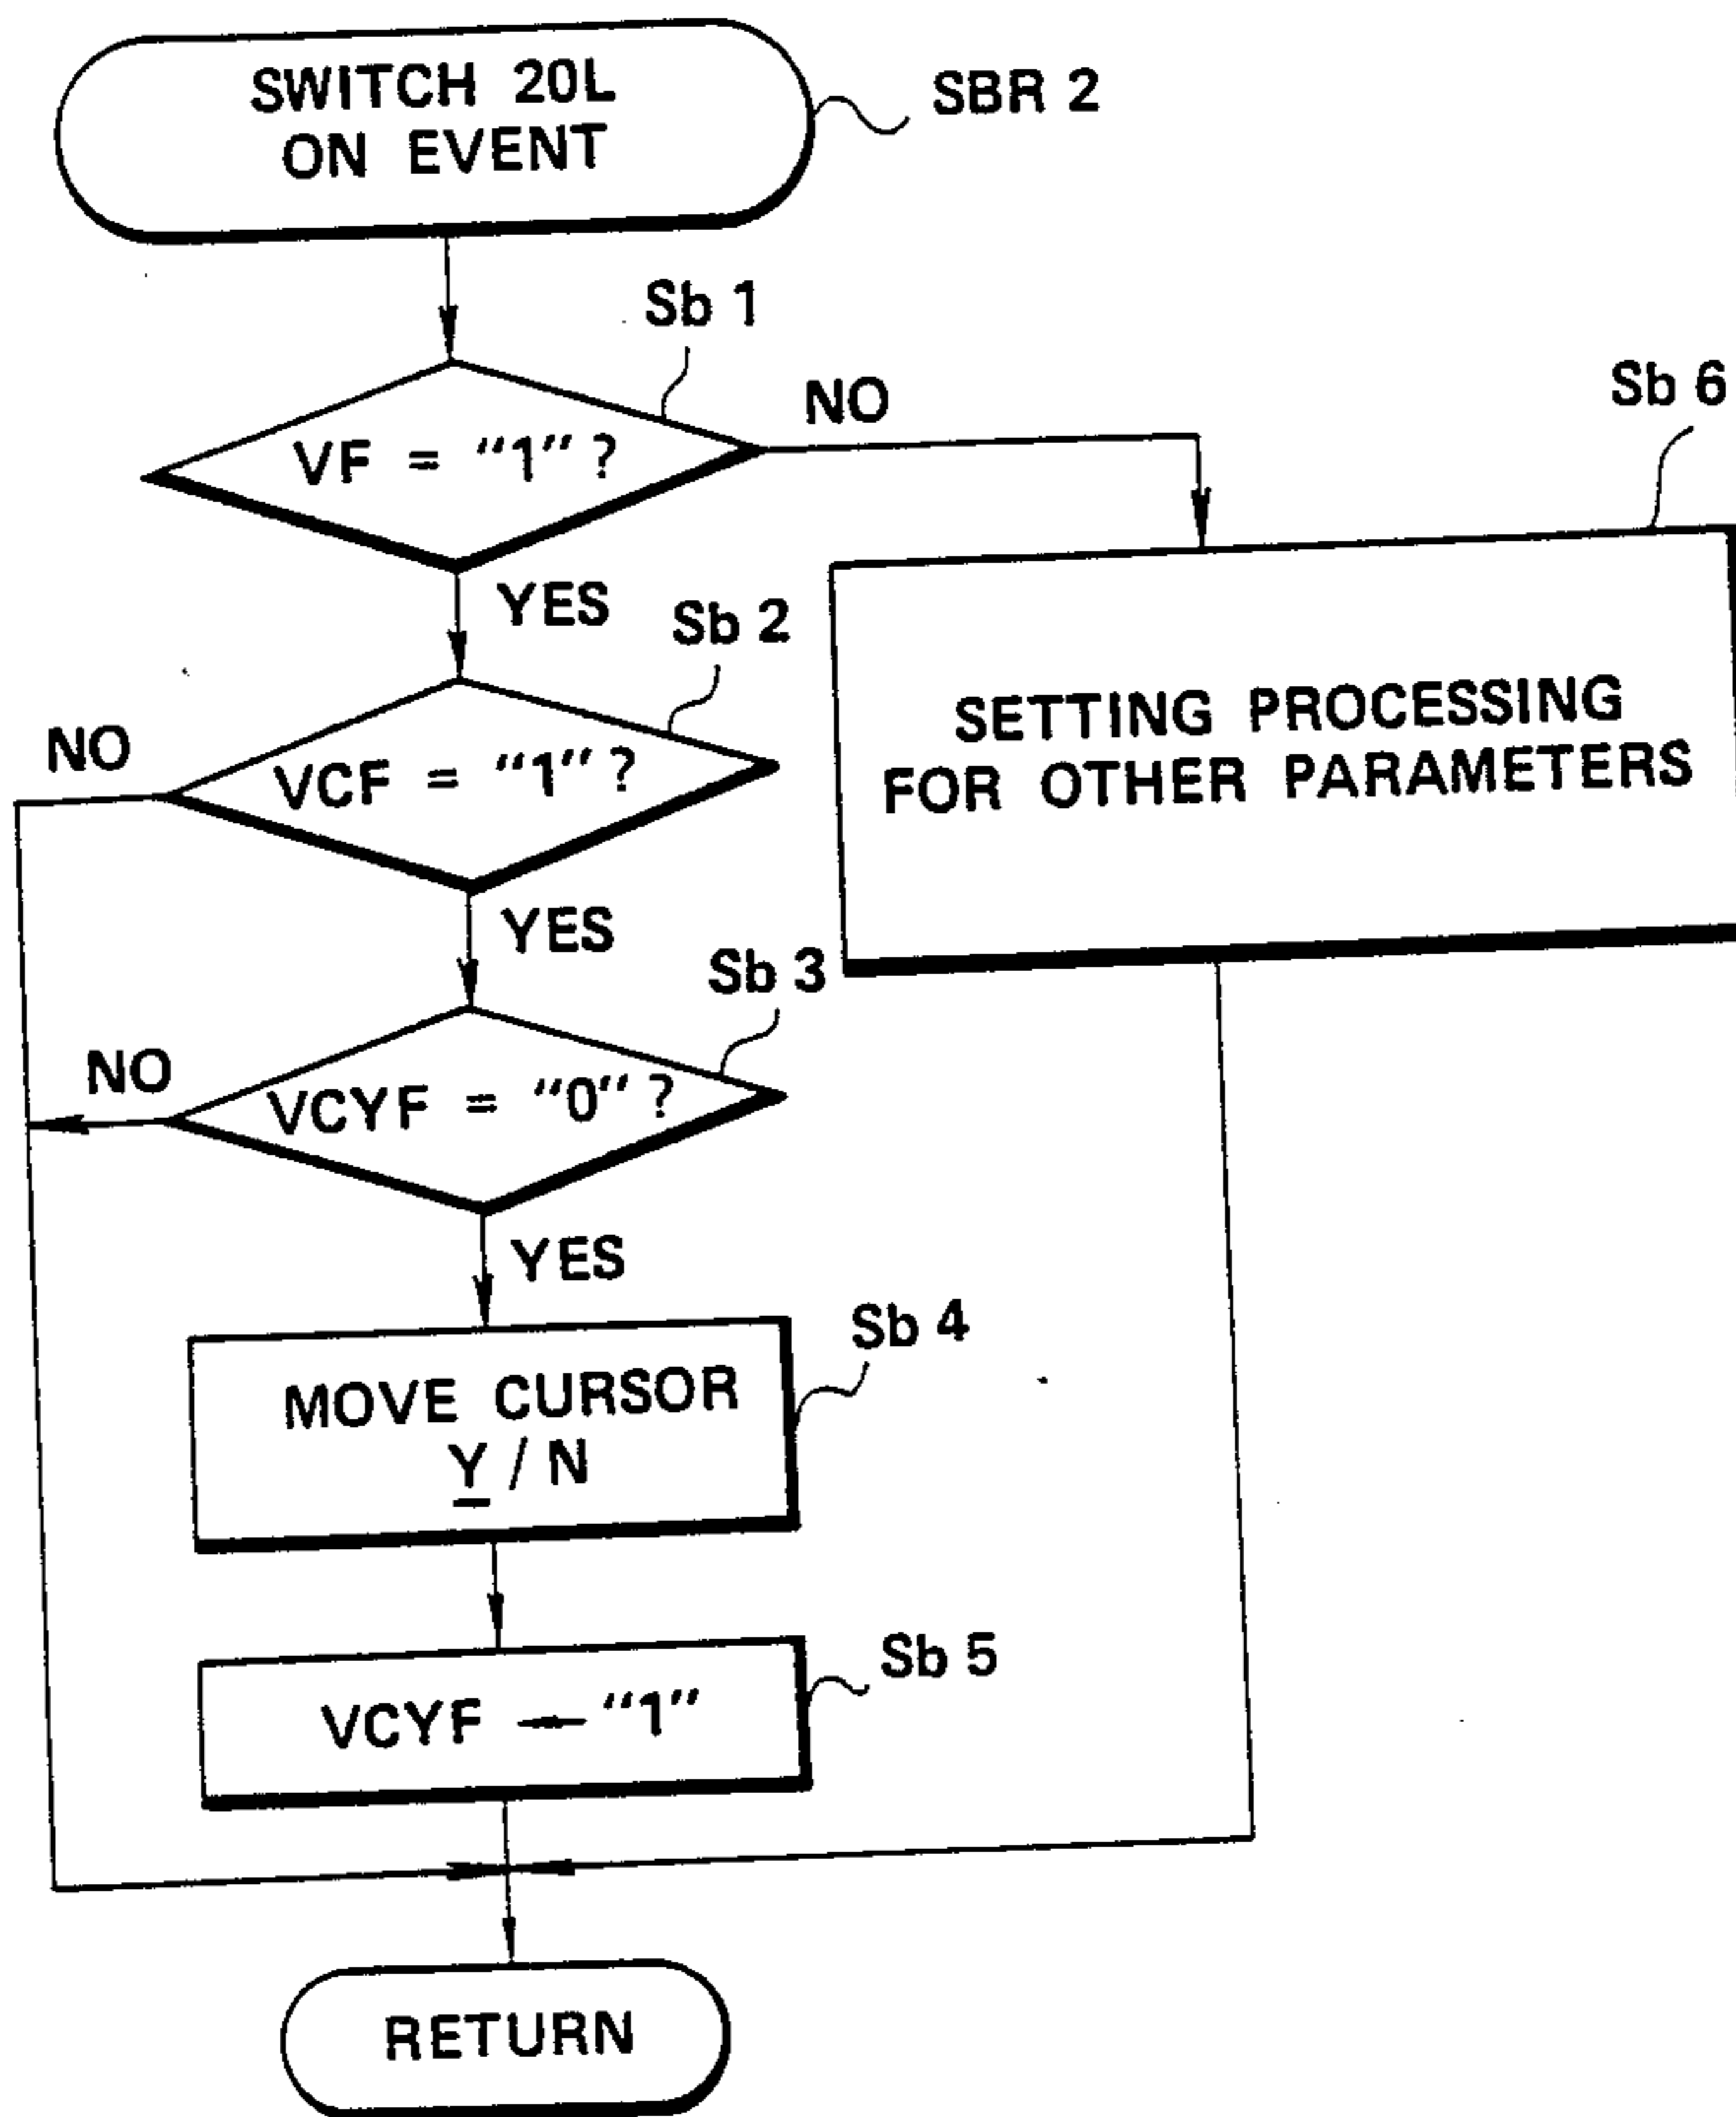 SWITCH 20L
ON EVENT
SBR 2
Sb 1
VF = "1" ?
NO
YES
Sb 6
SETTING PROCESSING
FOR OTHER PARAMETERS
Sb 2
VCF = "1" ?
NO
YES
Sb 3
VCYF = "0" ?
NO
YES
Sb 4
MOVE CURSOR
Y / N
Sb 5
VCYF ← "1"
RETURN